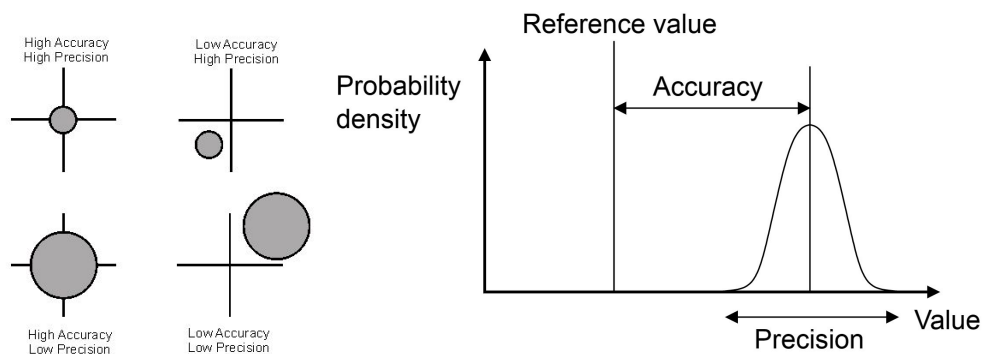 High Accuracy
High Precision
Low Accuracy
High Precision
High Accuracy
Low Precision
Low Accuracy
Low Precision
Reference value
Probability
density
Accuracy
Value
Precision